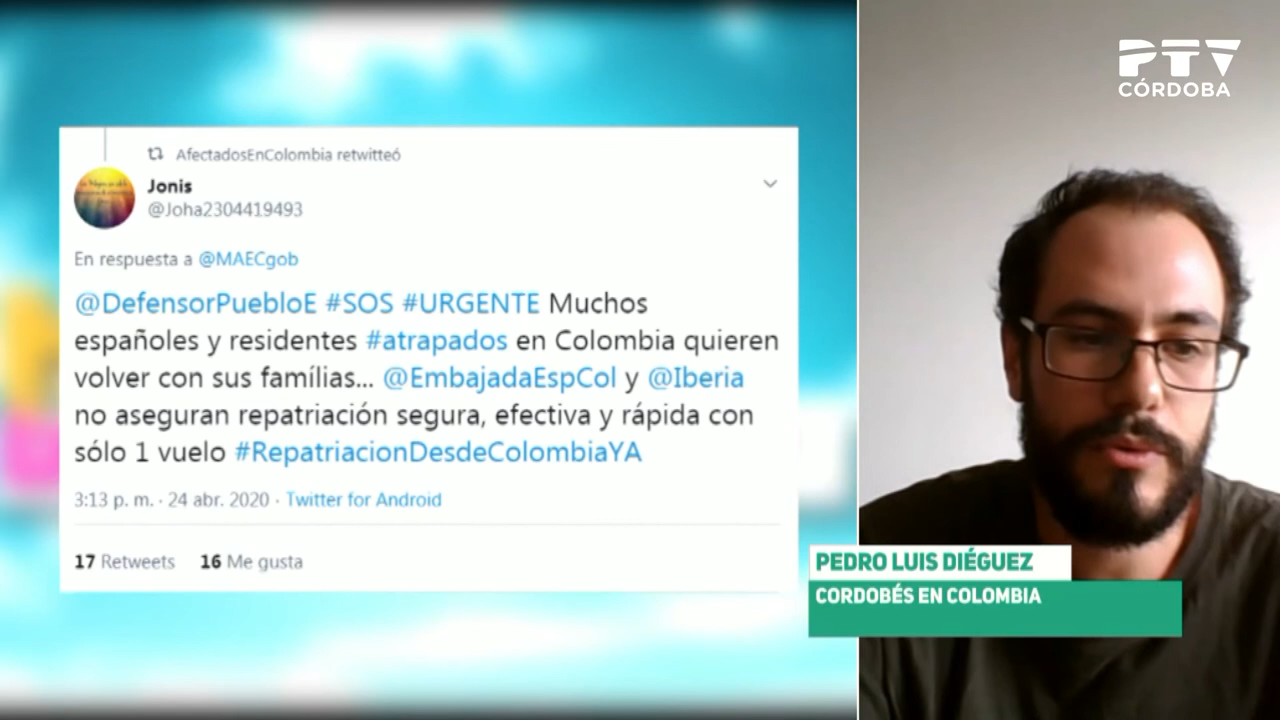 AfectadosEnColombia retwitteó
Jonis
@Joha2304419493
En respuesta a @MAECgob
@DefensorPuebloE #SOS #URGENTE Muchos
españoles y residentes #atrapados en Colombia quieren
volver con sus famílias... @EmbajadaEspCol y @Iberia
no aseguran repatriación segura, efectiva y rápida con
sólo 1 vuelo #RepatriacionDesdeColombiaYA
3:13 p. m. · 24 abr. 2020 · Twitter for Android
17 Retweets 16 Me gusta
PTV
CÓRDOBA
PEDRO LUIS DIÉGUEZ
CORDOBÉS EN COLOMBIA